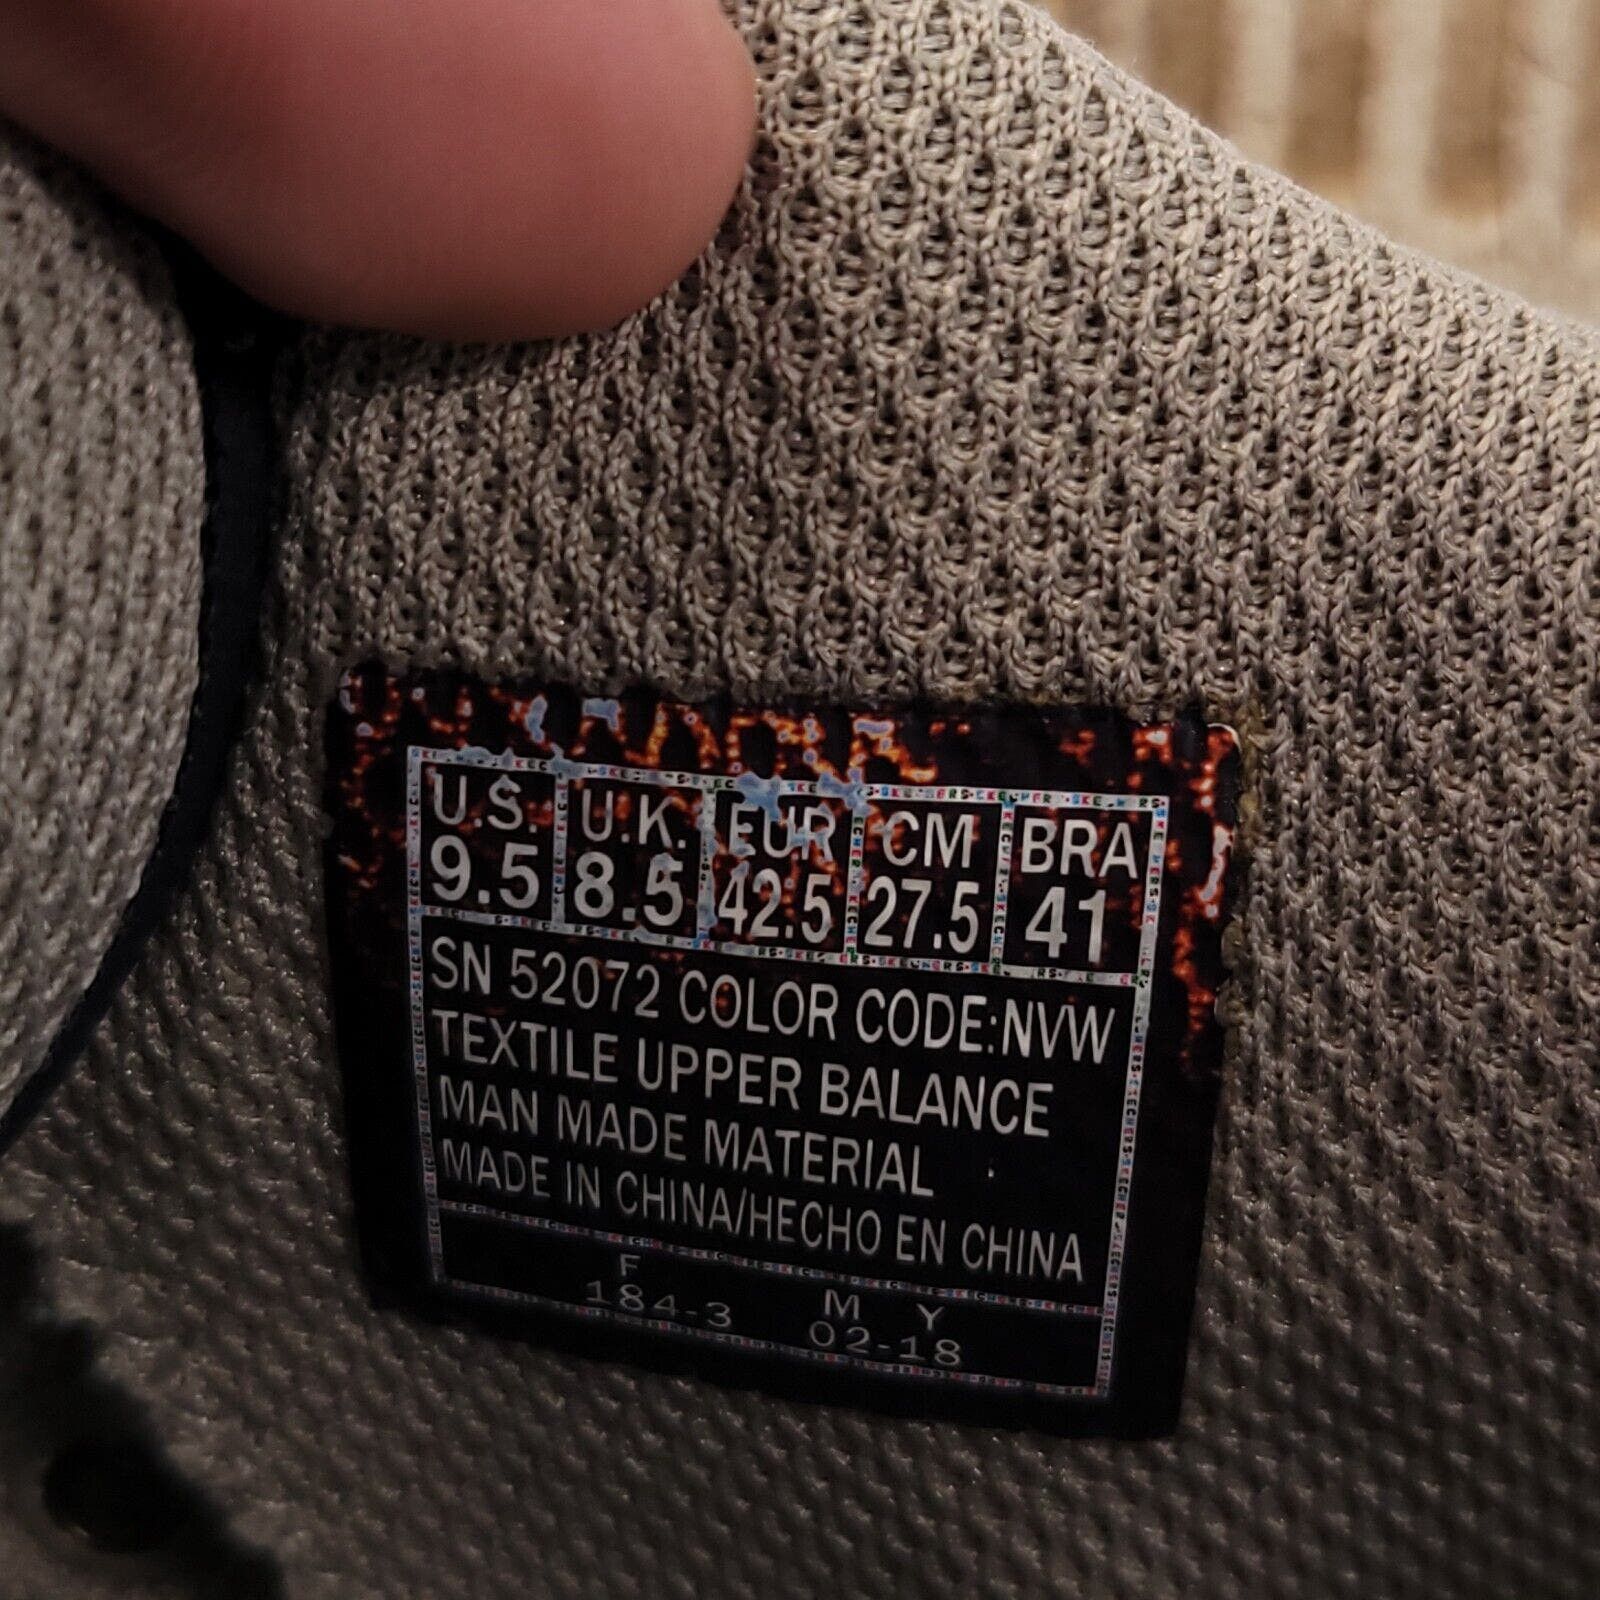 U.S. U.K. EUR CM BRA
9.5 8.5 42.5 27.5 41
SN 52072 COLOR CODE:NVW
TEXTILE UPPER BALANCE
MAN MADE MATERIAL
MADE IN CHINA/HECHO EN CHINA
F M Y
184-3 02-18